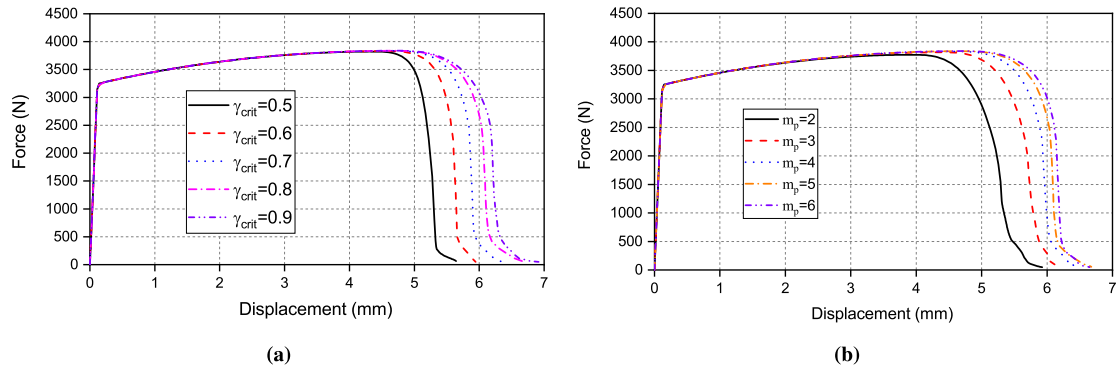 4500
4000
3500
3000
2500
2000
1500
1000
500
0
Force (N)
γcrit=0.5
γcrit=0.6
γcrit=0.7
γcrit=0.8
γcrit=0.9
0 1 2 3 4 5 6 7
Displacement (mm)
(a)
4500
4000
3500
3000
2500
2000
1500
1000
500
0
Force (N)
mp=2
mp=3
mp=4
mp=5
mp=6
0 1 2 3 4 5 6 7
Displacement (mm)
(b)